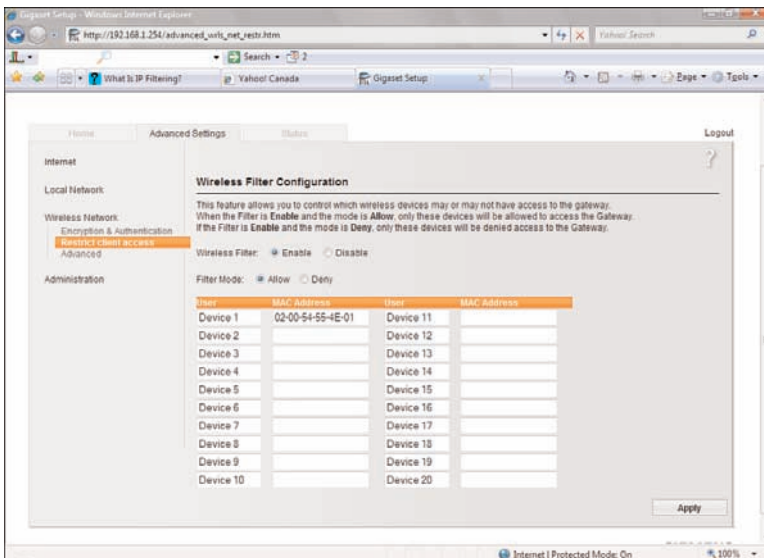 Gigaset Setup - Windows Internet Explorer
http://192.168.1.254/advanced_wrls_net_restr.htm
Yahoo! Search
Search
2
What Is IP Filtering?
Yahoo! Canada
Gigaset Setup
Page
Tools
Home
Advanced Settings
Status
Logout
?
Internet
Local Network
Wireless Network
Encryption & Authentication
Restrict client access
Advanced
Administration
Wireless Filter Configuration
This feature allows you to control which wireless devices may or may not have access to the gateway.
When the Filter is Enable and the mode is Allow, only these devices will be allowed to access the Gateway.
If the Filter is Enable and the mode is Deny, only these devices will be denied access to the Gateway.
Wireless Filter: Enable Disable
Filter Mode: Allow Deny
User MAC Address User MAC Address
Device 1 02-00-54-55-4E-01 Device 11
Device 2 Device 12
Device 3 Device 13
Device 4 Device 14
Device 5 Device 15
Device 6 Device 16
Device 7 Device 17
Device 8 Device 18
Device 9 Device 19
Device 10 Device 20
Apply
Internet | Protected Mode: On
100%